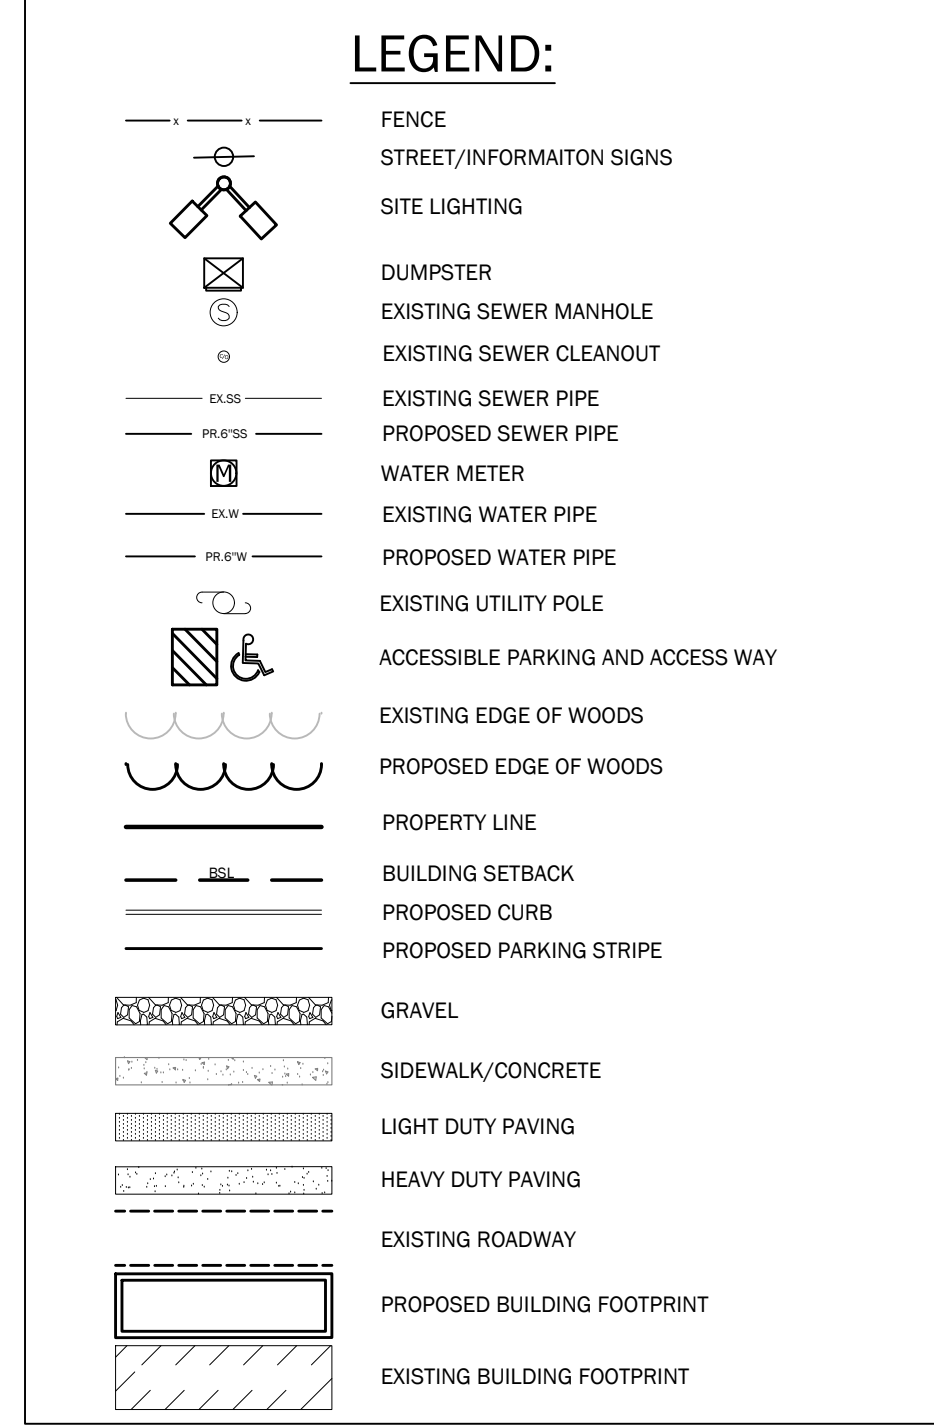 LEGEND:
x x FENCE
STREET/INFORMAITON SIGNS
SITE LIGHTING
DUMPSTER
S EXISTING SEWER MANHOLE
C/O EXISTING SEWER CLEANOUT
EX.SS EXISTING SEWER PIPE
PR.6"SS PROPOSED SEWER PIPE
M WATER METER
EX.W EXISTING WATER PIPE
PR.6"W PROPOSED WATER PIPE
EXISTING UTILITY POLE
ACCESSIBLE PARKING AND ACCESS WAY
EXISTING EDGE OF WOODS
PROPOSED EDGE OF WOODS
PROPERTY LINE
BSL BUILDING SETBACK
PROPOSED CURB
PROPOSED PARKING STRIPE
GRAVEL
SIDEWALK/CONCRETE
LIGHT DUTY PAVING
HEAVY DUTY PAVING
EXISTING ROADWAY
PROPOSED BUILDING FOOTPRINT
EXISTING BUILDING FOOTPRINT